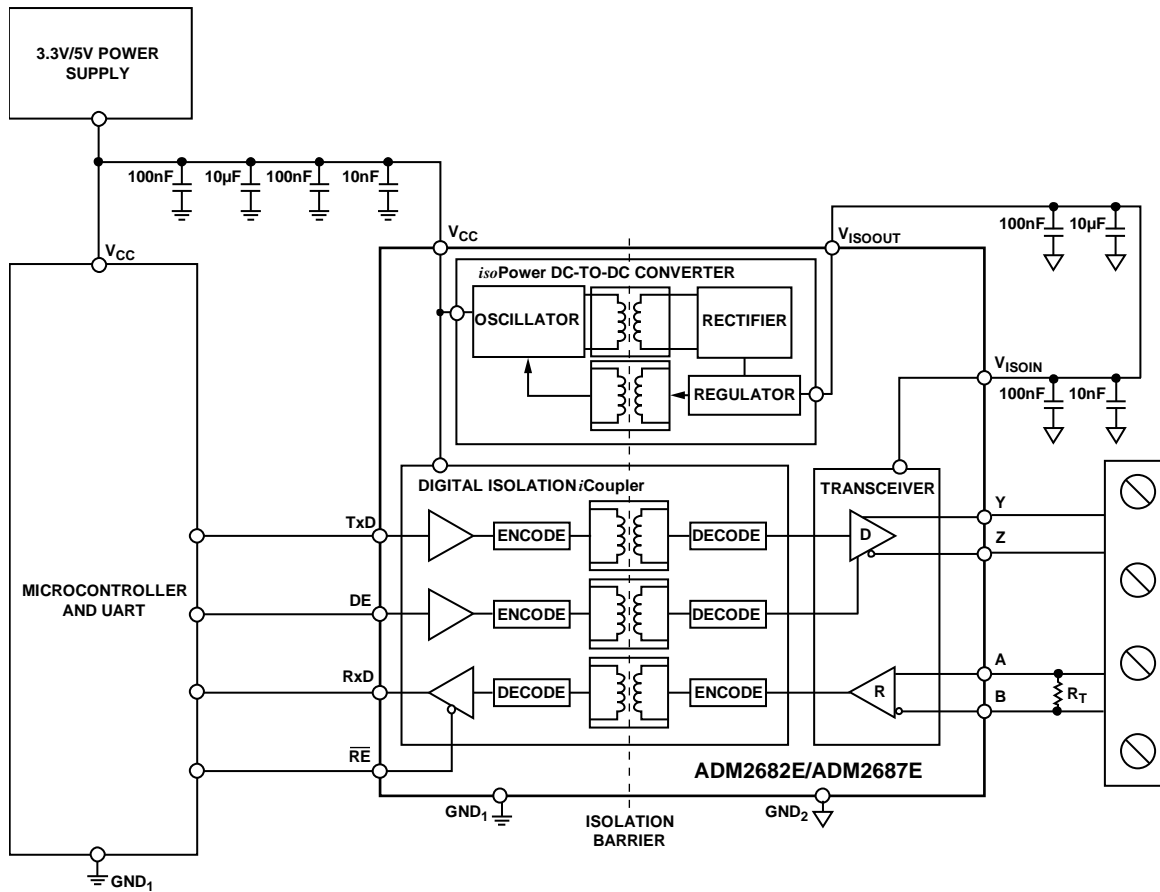 3.3V/5V POWER
SUPPLY
100nF
10µF
100nF
10nF
VCC
VCC
VISOOUT
100nF
10µF
isoPower DC-TO-DC CONVERTER
OSCILLATOR
RECTIFIER
REGULATOR
VISOIN
100nF
10nF
DIGITAL ISOLATION iCoupler
TRANSCEIVER
MICROCONTROLLER
AND UART
TxD
ENCODE
DECODE
D
Y
Z
DE
ENCODE
DECODE
RxD
DECODE
ENCODE
R
A
B
RT
RE
ADM2682E/ADM2687E
GND1
ISOLATION
BARRIER
GND2
GND1